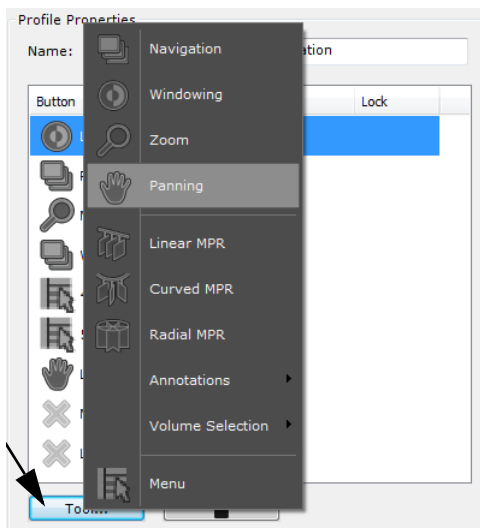 Profile Properties
Name:
Navigation
Button
Lock
Windowing
Zoom
Panning
Linear MPR
Curved MPR
Radial MPR
Annotations
Volume Selection
Menu